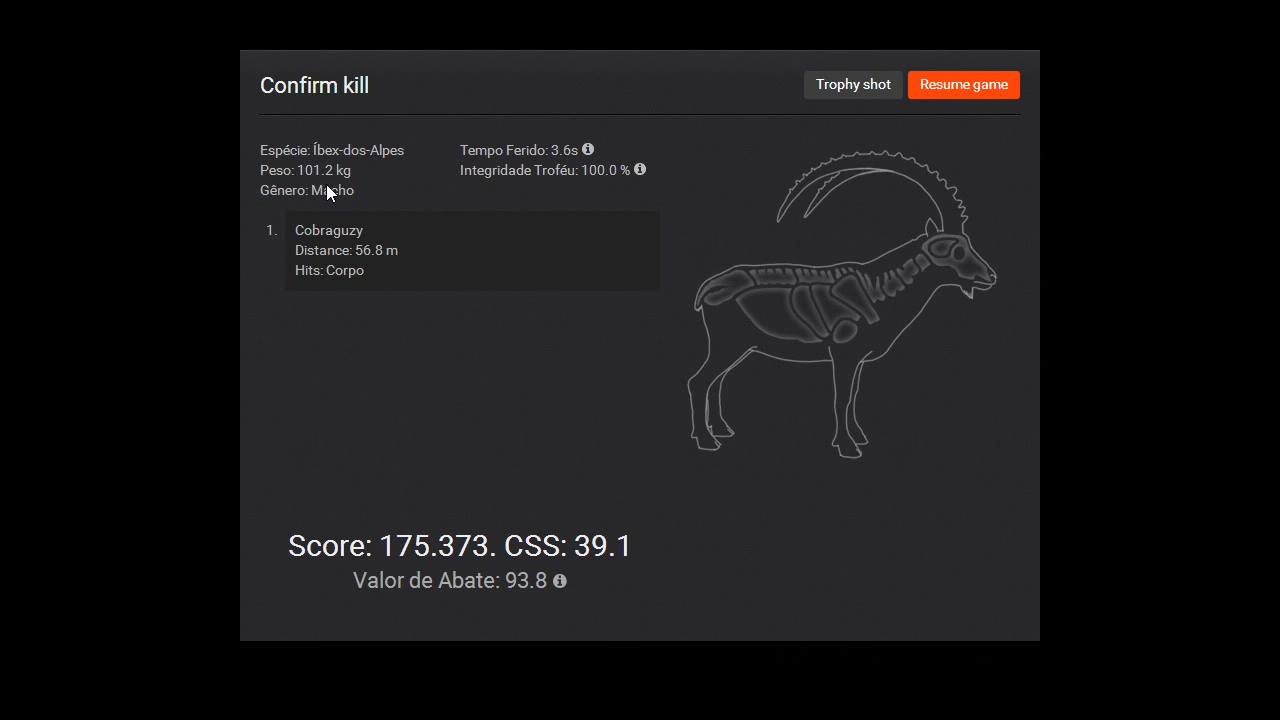 Confirm kill
Trophy shot
Resume game
Espécie: Íbex-dos-Alpes
Peso: 101.2 kg
Gênero: Macho
Tempo Ferido: 3.6s
Integridade Troféu: 100.0 %
1.
Cobraguzy
Distance: 56.8 m
Hits: Corpo
Score: 175.373. CSS: 39.1
Valor de Abate: 93.8